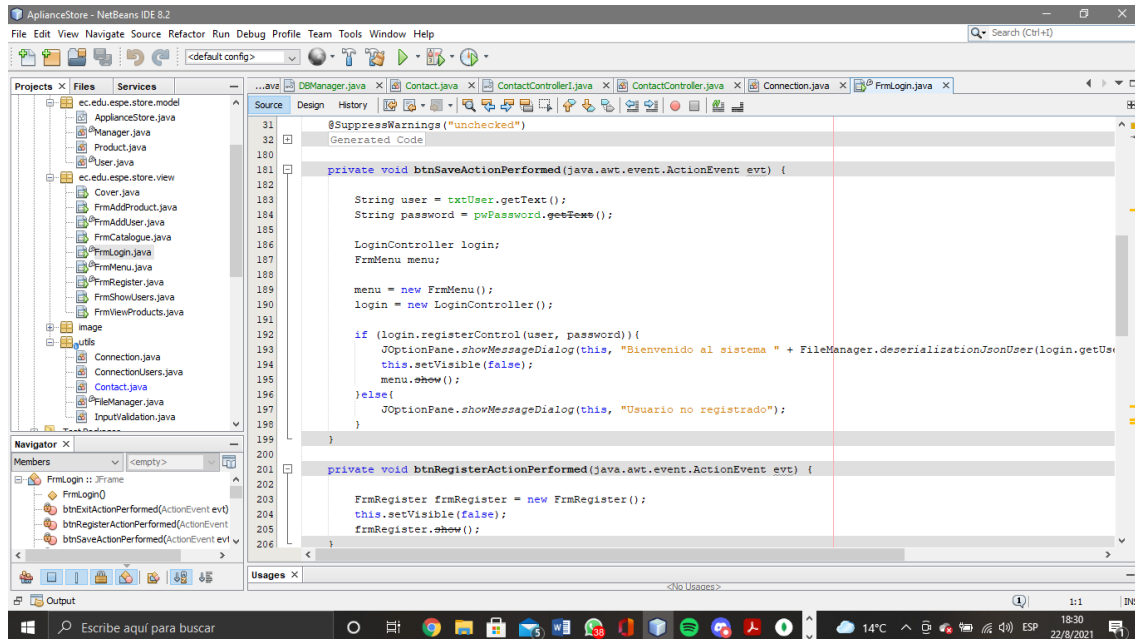 AplianceStore - NetBeans IDE 8.2
File Edit View Navigate Source Refactor Run Debug Profile Team Tools Window Help
Search (Ctrl+I)
<default config>
Projects Files Services
...ava DBManager.java Contact.java ContactControllerI.java ContactController.java Connection.java FrmLogin.java
Source Design History
ec.edu.espe.store.model
ApplianceStore.java
Manager.java
Product.java
User.java
ec.edu.espe.store.view
Cover.java
FrmAddProduct.java
FrmAddUser.java
FrmCatalogue.java
FrmLogin.java
FrmMenu.java
FrmRegister.java
FrmShowUsers.java
FrmViewProducts.java
image
utils
Connection.java
ConnectionUsers.java
Contact.java
FileManager.java
InputValidation.java
Navigator
Members <empty>
FrmLogin :: JFrame
FrmLogin()
btnExitActionPerformed(ActionEvent evt)
btnRegisterActionPerformed(ActionEvent
btnSaveActionPerformed(ActionEvent evt
31 @SuppressWarnings("unchecked")
32 Generated Code
180
181 private void btnSaveActionPerformed(java.awt.event.ActionEvent evt) {
182
183 String user = txtUser.getText();
184 String password = pwPassword.getText();
185
186 LoginController login;
187 FrmMenu menu;
188
189 menu = new FrmMenu();
190 login = new LoginController();
191
192 if (login.registerControl(user, password)){
193 JOptionPane.showMessageDialog(this, "Bienvenido al sistema " + FileManager.deserializationJsonUser(login.getUse
194 this.setVisible(false);
195 menu.show();
196 }else{
197 JOptionPane.showMessageDialog(this, "Usuario no registrado");
198 }
199 }
200
201 private void btnRegisterActionPerformed(java.awt.event.ActionEvent evt) {
202
203 FrmRegister frmRegister = new FrmRegister();
204 this.setVisible(false);
205 frmRegister.show();
206 }
Usages
<No Usages>
Output
1 1:1 INS
Escribe aquí para buscar
14°C ESP 18:30
22/8/2021